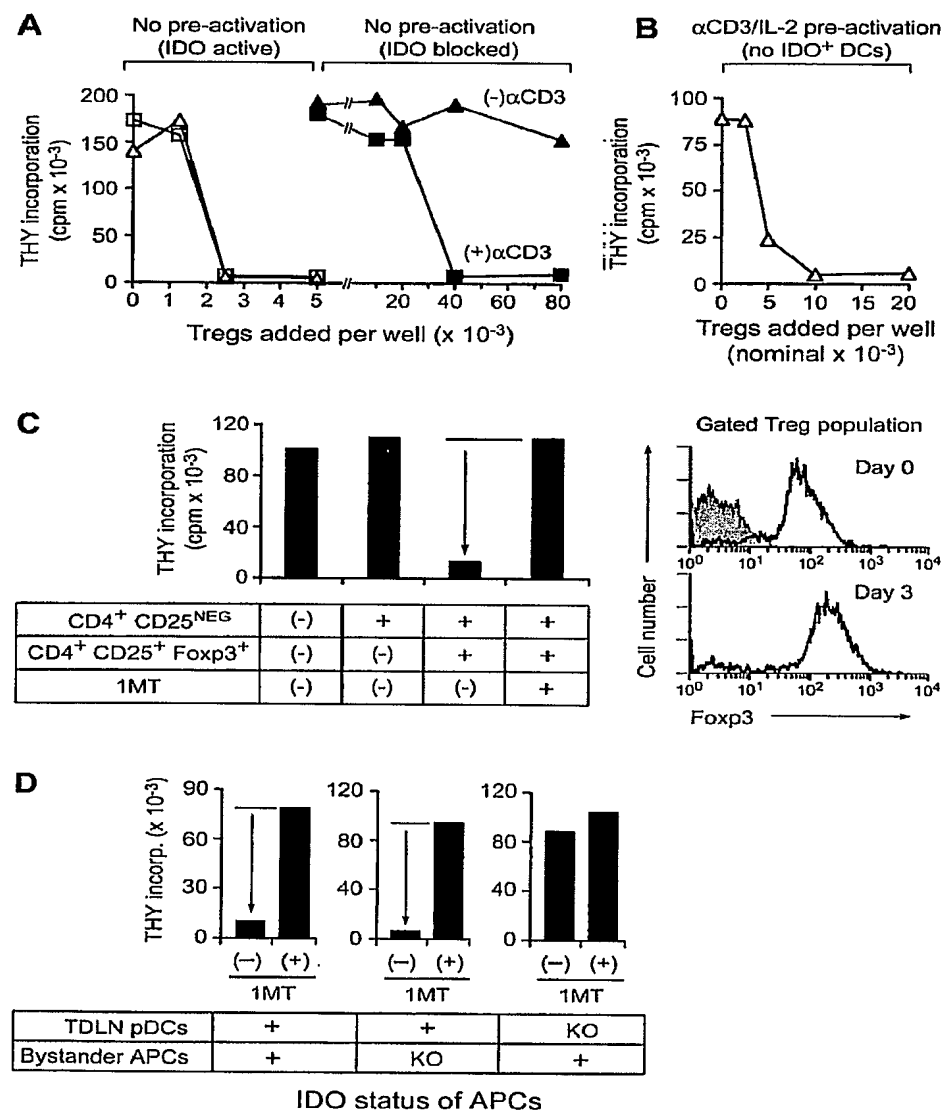 A
No pre-activation
(IDO active)
No pre-activation
(IDO blocked)
THY incorporation
(cpm x 10⁻³)
200
150
100
50
0
(-)αCD3
(+)αCD3
0 1 2 3 4 5 20 40 60 80
Tregs added per well (x 10⁻³)
B
αCD3/IL-2 pre-activation
(no IDO⁺ DCs)
THY incorporation
(cpm x 10⁻³)
100
75
50
25
0
0 5 10 15 20
Tregs added per well
(nominal x 10⁻³)
C
THY incorporation
(cpm x 10⁻³)
120
80
40
0
CD4⁺ CD25ᴺᴱᴳ (-) + + +
CD4⁺ CD25⁺ Foxp3⁺ (-) (-) + +
1MT (-) (-) (-) +
Gated Treg population
Day 0
10⁰ 10¹ 10² 10³ 10⁴
Day 3
10⁰ 10¹ 10² 10³ 10⁴
Cell number
Foxp3
D
THY incorp. (x 10⁻³)
90
60
30
0
(−) (+)
1MT
120
80
40
0
(−) (+)
1MT
120
80
40
0
(−) (+)
1MT
TDLN pDCs + + KO
Bystander APCs + KO +
IDO status of APCs